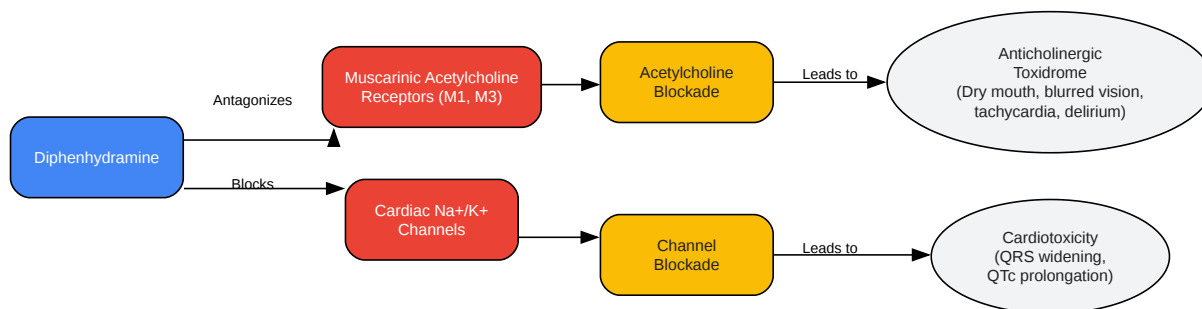 Diphenhydramine
Antagonizes
Muscarinic Acetylcholine
Receptors (M1, M3)
Acetylcholine
Blockade
Leads to
Anticholinergic
Toxidrome
(Dry mouth, blurred vision,
tachycardia, delirium)
Blocks
Cardiac Na+/K+
Channels
Channel
Blockade
Leads to
Cardiotoxicity
(QRS widening,
QTc prolongation)